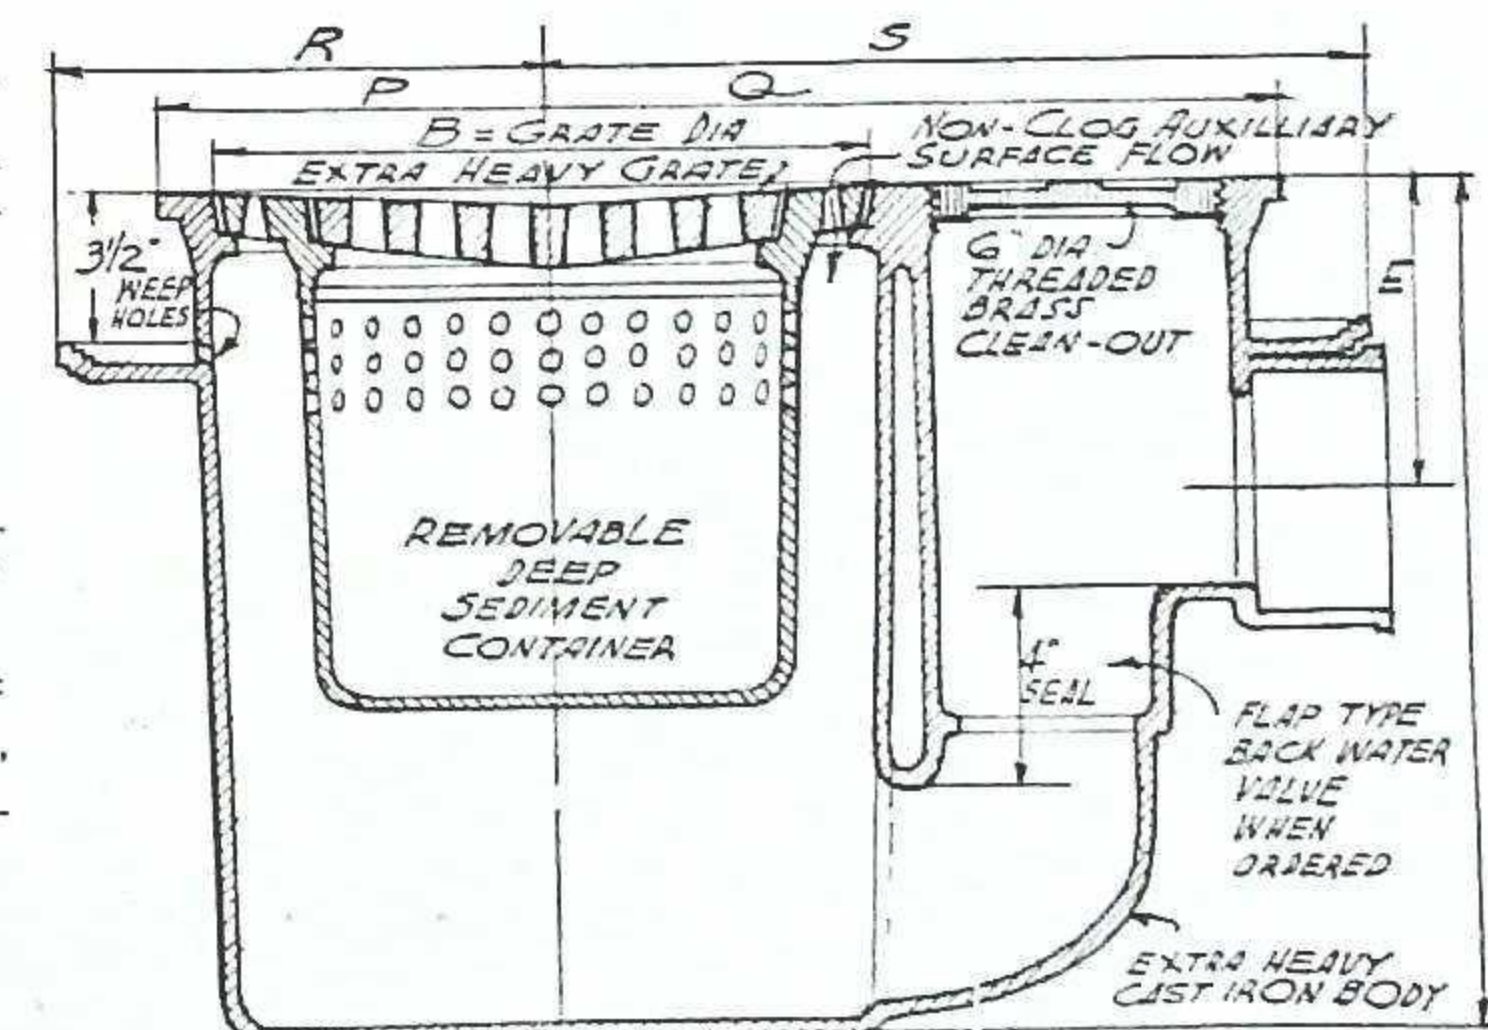 R
S
P
Q
B = GRATE DIA
EXTRA HEAVY GRATE
NON-CLOG AUXILLIARY
SURFACE FLOW
3 1/2"
WEEP
HOLES
6" DIA
THREADED
BRASS
CLEAN-OUT
E
REMOVABLE
DEEP
SEDIMENT
CONTAINER
4"
SEAL
FLAP TYPE
BACK WATER
VALVE
WHEN
ORDERED
EXTRA HEAVY
CAST IRON BODY